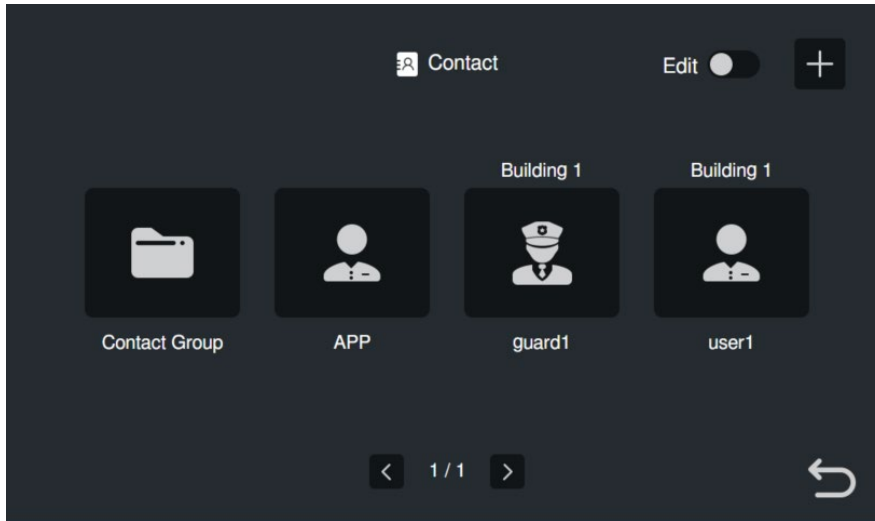 Contact
Edit
Building 1
Building 1
Contact Group
APP
guard1
user1
1 / 1